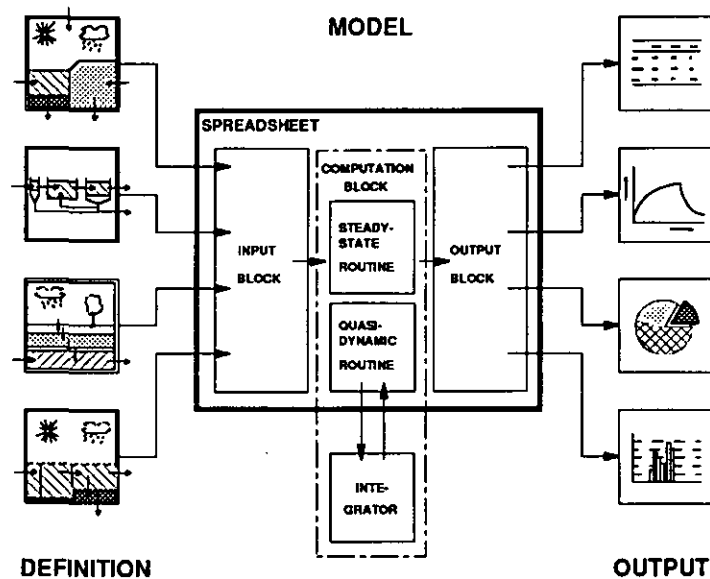 MODEL
SPREADSHEET
INPUT
BLOCK
COMPUTATION
BLOCK
STEADY-
STATE
ROUTINE
QUASI-
DYNAMIC
ROUTINE
INTE-
GRATOR
OUTPUT
BLOCK
DEFINITION
OUTPUT